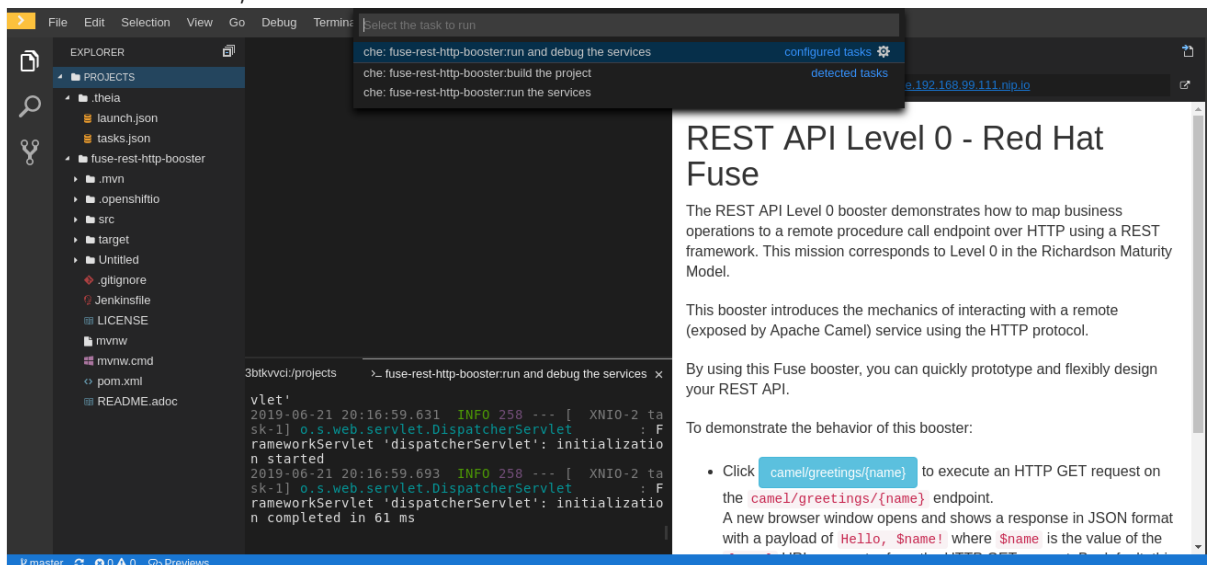 File Edit Selection View Go Debug
Select the task to run
che: fuse-rest-http-booster:run and debug the services configured tasks
che: fuse-rest-http-booster:build the project detected tasks
che: fuse-rest-http-booster:run the services
EXPLORER
PROJECTS
.theia
launch.json
tasks.json
fuse-rest-http-booster
.mvn
.openshiftio
src
target
Untitled
.gitignore
Jenkinsfile
LICENSE
mvnw
mvnw.cmd
pom.xml
README.adoc
3btkvvci:/projects >_ fuse-rest-http-booster:run and debug the services ×
vlet'
2019-06-21 20:16:59.631 INFO 258 --- [ XNIO-2 ta
sk-1] o.s.web.servlet.DispatcherServlet : F
rameworkServlet 'dispatcherServlet': initializatio
n started
2019-06-21 20:16:59.693 INFO 258 --- [ XNIO-2 ta
sk-1] o.s.web.servlet.DispatcherServlet : F
rameworkServlet 'dispatcherServlet': initializatio
n completed in 61 ms
e.192.168.99.111.nip.io
REST API Level 0 - Red Hat
Fuse
The REST API Level 0 booster demonstrates how to map business
operations to a remote procedure call endpoint over HTTP using a REST
framework. This mission corresponds to Level 0 in the Richardson Maturity
Model.
This booster introduces the mechanics of interacting with a remote
(exposed by Apache Camel) service using the HTTP protocol.
By using this Fuse booster, you can quickly prototype and flexibly design
your REST API.
To demonstrate the behavior of this booster:
• Click camel/greetings/{name} to execute an HTTP GET request on
the camel/greetings/{name} endpoint.
A new browser window opens and shows a response in JSON format
with a payload of Hello, $name! where $name is the value of the
master 0 0 Previews